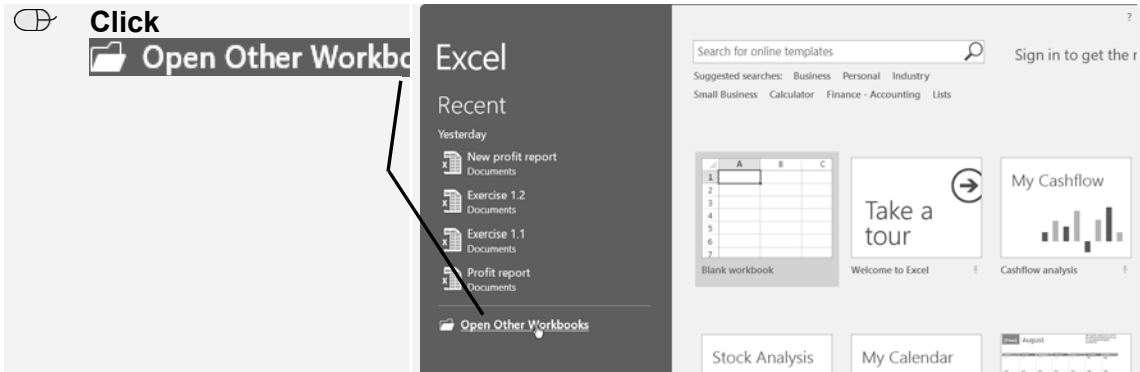 Click
Open Other Workbo
Excel
Recent
Yesterday
New profit report
Documents
Exercise 1.2
Documents
Exercise 1.1
Documents
Profit report
Documents
Open Other Workbooks
?
Search for online templates
Sign in to get the r
Suggested searches: Business Personal Industry
Small Business Calculator Finance - Accounting Lists
A B C
1
2
3
4
5
6
7
Blank workbook
Take a
tour
Welcome to Excel
My Cashflow
Cashflow analysis
Stock Analysis
My Calendar
August